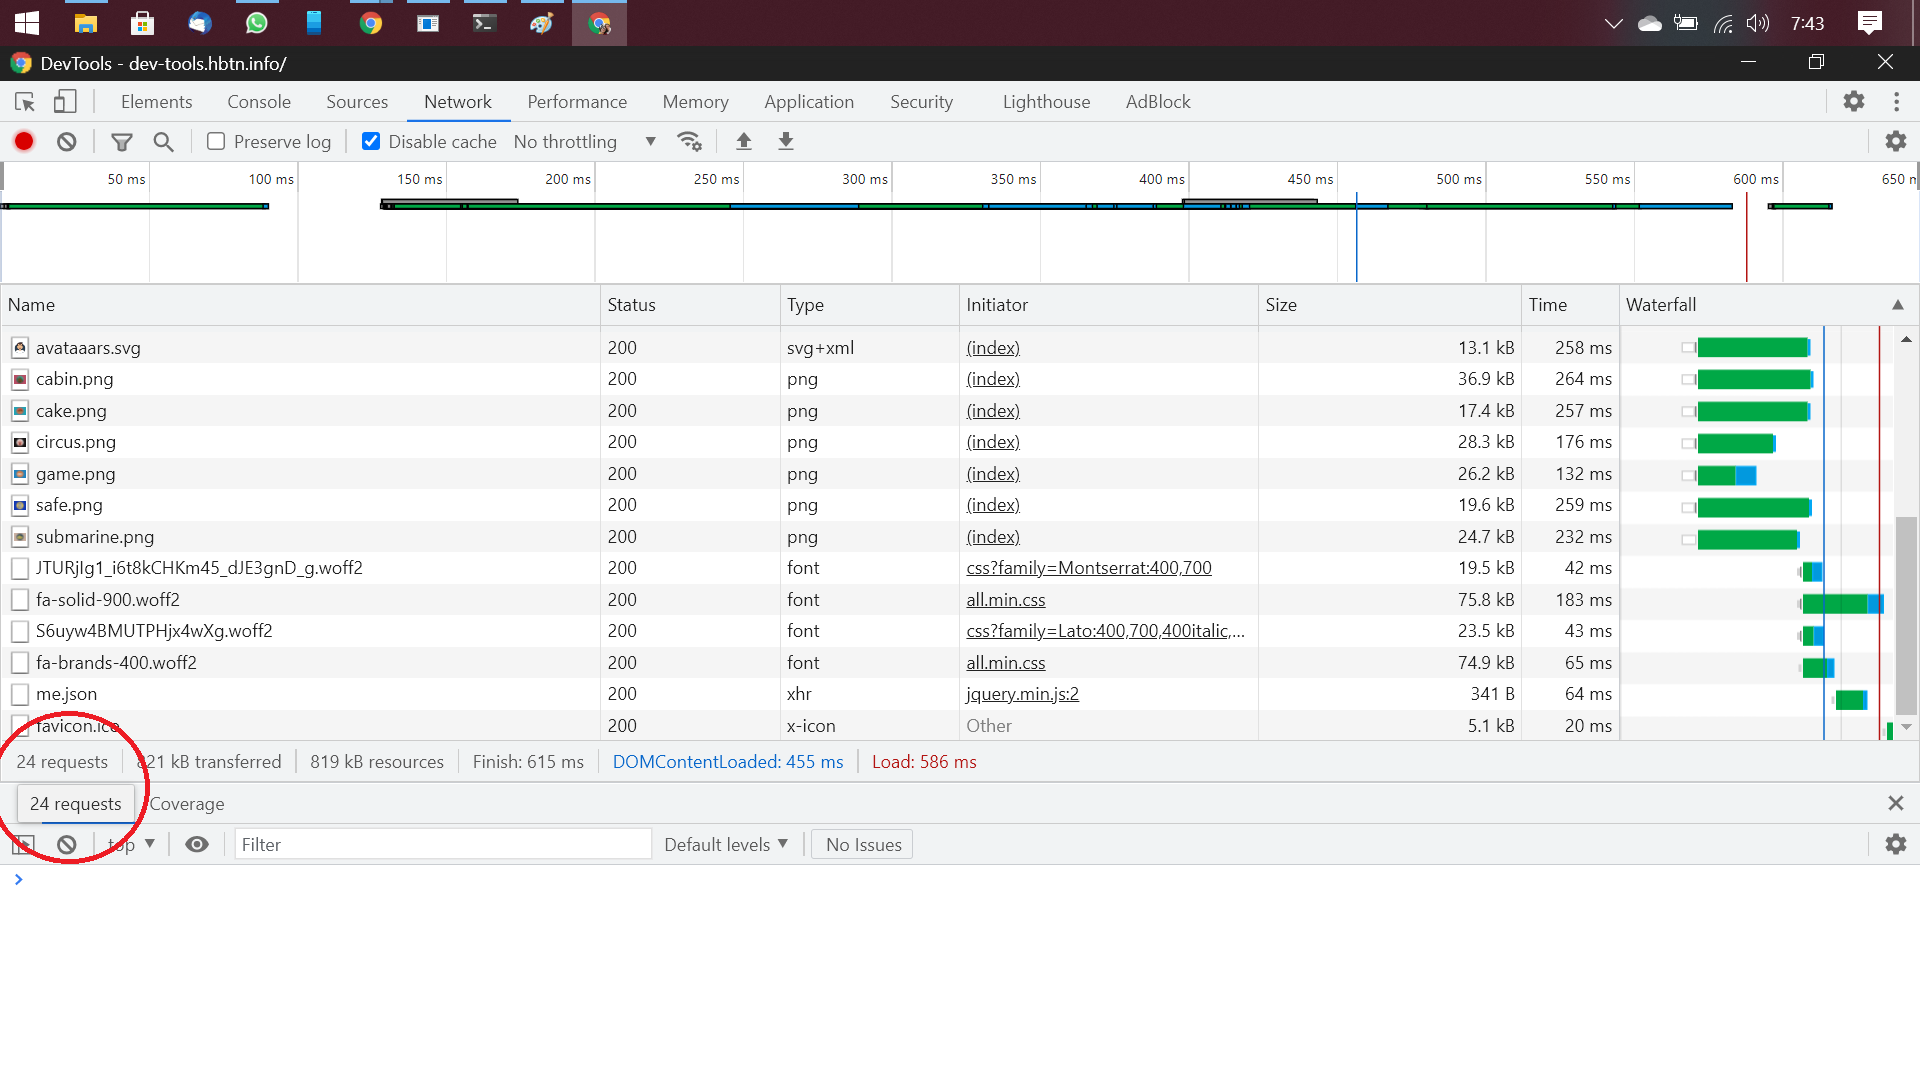 7:43
DevTools - dev-tools.hbtn.info/
Elements Console Sources Network Performance Memory Application Security Lighthouse AdBlock
Preserve log Disable cache No throttling
50 ms 100 ms 150 ms 200 ms 250 ms 300 ms 350 ms 400 ms 450 ms 500 ms 550 ms 600 ms 650 m
Name Status Type Initiator Size Time Waterfall
avataaars.svg 200 svg+xml (index) 13.1 kB 258 ms
cabin.png 200 png (index) 36.9 kB 264 ms
cake.png 200 png (index) 17.4 kB 257 ms
circus.png 200 png (index) 28.3 kB 176 ms
game.png 200 png (index) 26.2 kB 132 ms
safe.png 200 png (index) 19.6 kB 259 ms
submarine.png 200 png (index) 24.7 kB 232 ms
JTURjIg1_i6t8kCHKm45_dJE3gnD_g.woff2 200 font css?family=Montserrat:400,700 19.5 kB 42 ms
fa-solid-900.woff2 200 font all.min.css 75.8 kB 183 ms
S6uyw4BMUTPHjx4wXg.woff2 200 font css?family=Lato:400,700,400italic,... 23.5 kB 43 ms
fa-brands-400.woff2 200 font all.min.css 74.9 kB 65 ms
me.json 200 xhr jquery.min.js:2 341 B 64 ms
favicon.ico 200 x-icon Other 5.1 kB 20 ms
24 requests 821 kB transferred 819 kB resources Finish: 615 ms DOMContentLoaded: 455 ms Load: 586 ms
24 requests Coverage
top Filter Default levels No Issues